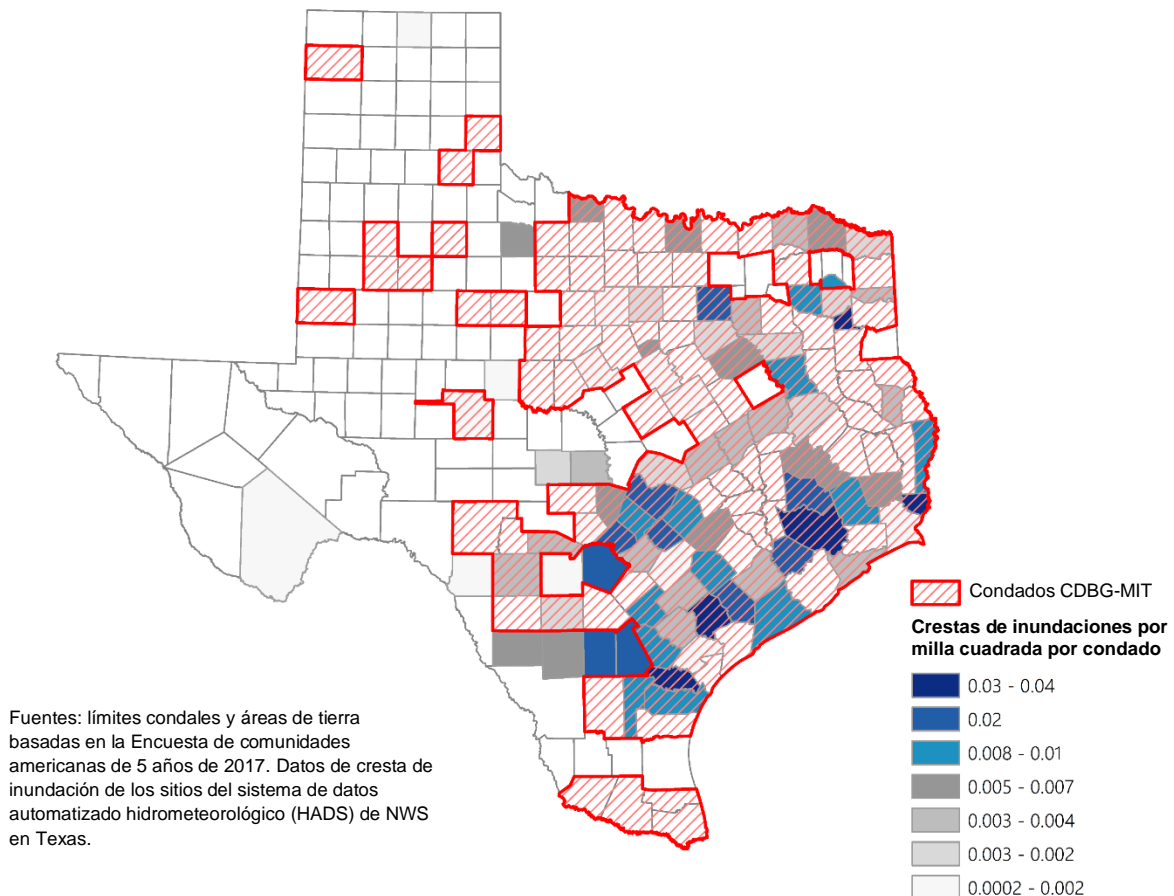 Condados CDBG-MIT
Crestas de inundaciones por
milla cuadrada por condado
0.03 - 0.04
0.02
0.008 - 0.01
0.005 - 0.007
0.003 - 0.004
0.003 - 0.002
0.0002 - 0.002
Fuentes: límites condales y áreas de tierra
basadas en la Encuesta de comunidades
americanas de 5 años de 2017. Datos de cresta de
inundación de los sitios del sistema de datos
automatizado hidrometeorológico (HADS) de NWS
en Texas.